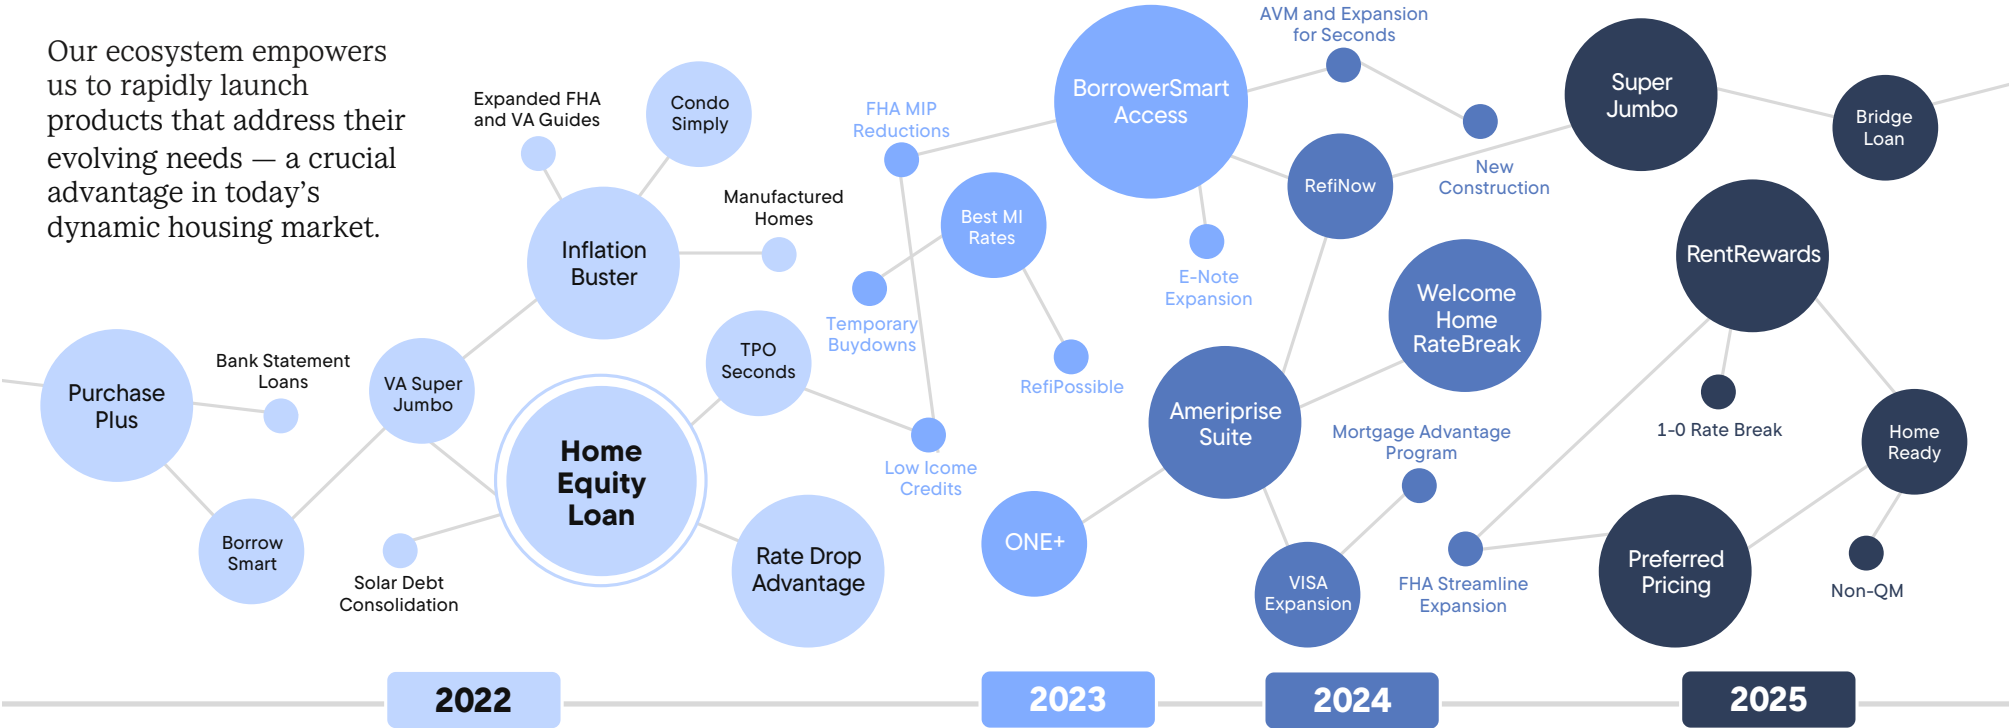 Our ecosystem empowers
us to rapidly launch
products that address their
evolving needs — a crucial
advantage in today’s
dynamic housing market.
Purchase
Plus
Bank Statement
Loans
Borrow
Smart
VA Super
Jumbo
Expanded FHA
and VA Guides
Condo
Simply
Inflation
Buster
Manufactured
Homes
TPO
Seconds
Home
Equity
Loan
Solar Debt
Consolidation
Rate Drop
Advantage
FHA MIP
Reductions
Best MI
Rates
Temporary
Buydowns
RefiPossible
Low Icome
Credits
ONE+
BorrowerSmart
Access
E-Note
Expansion
AVM and Expansion
for Seconds
New
Construction
RefiNow
Welcome
Home
RateBreak
Ameriprise
Suite
Mortgage Advantage
Program
VISA
Expansion
FHA Streamline
Expansion
Super
Jumbo
Bridge
Loan
RentRewards
1-0 Rate Break
Home
Ready
Preferred
Pricing
Non-QM
2022
2023
2024
2025